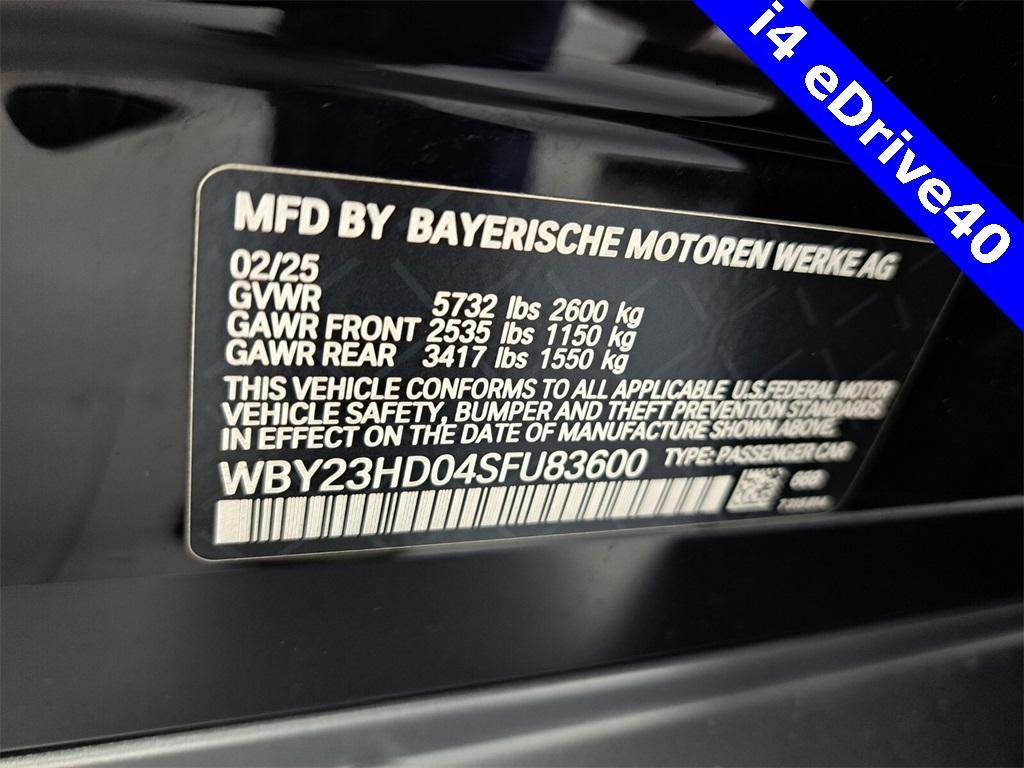 i4 eDrive40
MFD BY BAYERISCHE MOTOREN WERKE AG
02/25
GVWR 5732 lbs 2600 kg
GAWR FRONT 2535 lbs 1150 kg
GAWR REAR 3417 lbs 1550 kg
THIS VEHICLE CONFORMS TO ALL APPLICABLE U.S.FEDERAL MOTOR
VEHICLE SAFETY, BUMPER AND THEFT PREVENTION STANDARDS
IN EFFECT ON THE DATE OF MANUFACTURE SHOWN ABOVE.
WBY23HD04SFU83600 TYPE: PASSENGER CAR